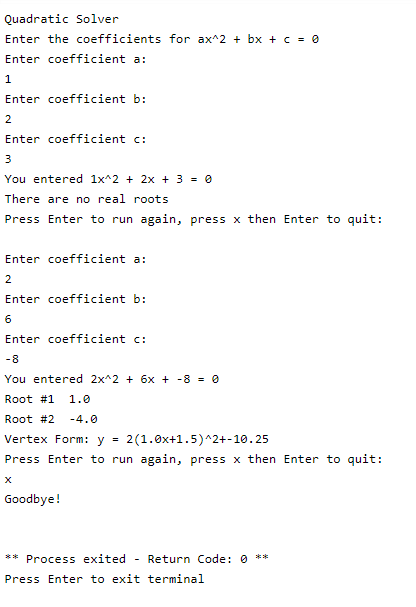 Quadratic Solver
Enter the coefficients for ax^2 + bx + c = 0
Enter coefficient a:
1
Enter coefficient b:
2
Enter coefficient c:
3
You entered 1x^2 + 2x + 3 = 0
There are no real roots
Press Enter to run again, press x then Enter to quit:

Enter coefficient a:
2
Enter coefficient b:
6
Enter coefficient c:
-8
You entered 2x^2 + 6x + -8 = 0
Root #1  1.0
Root #2  -4.0
Vertex Form: y = 2(1.0x+1.5)^2+-10.25
Press Enter to run again, press x then Enter to quit:
x
Goodbye!


** Process exited - Return Code: 0 **
Press Enter to exit terminal